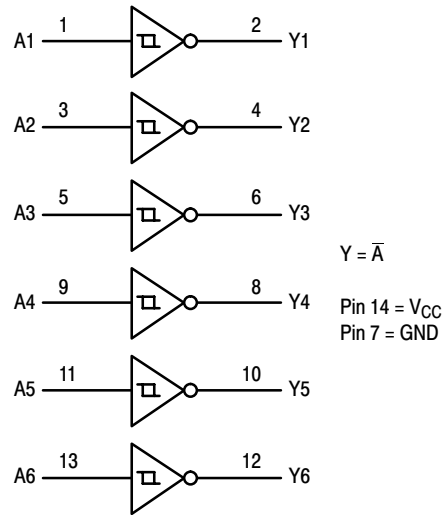 A1 1 2 Y1
A2 3 4 Y2
A3 5 6 Y3
Y = A̅
A4 9 8 Y4
Pin 14 = VCC
Pin 7 = GND
A5 11 10 Y5
A6 13 12 Y6